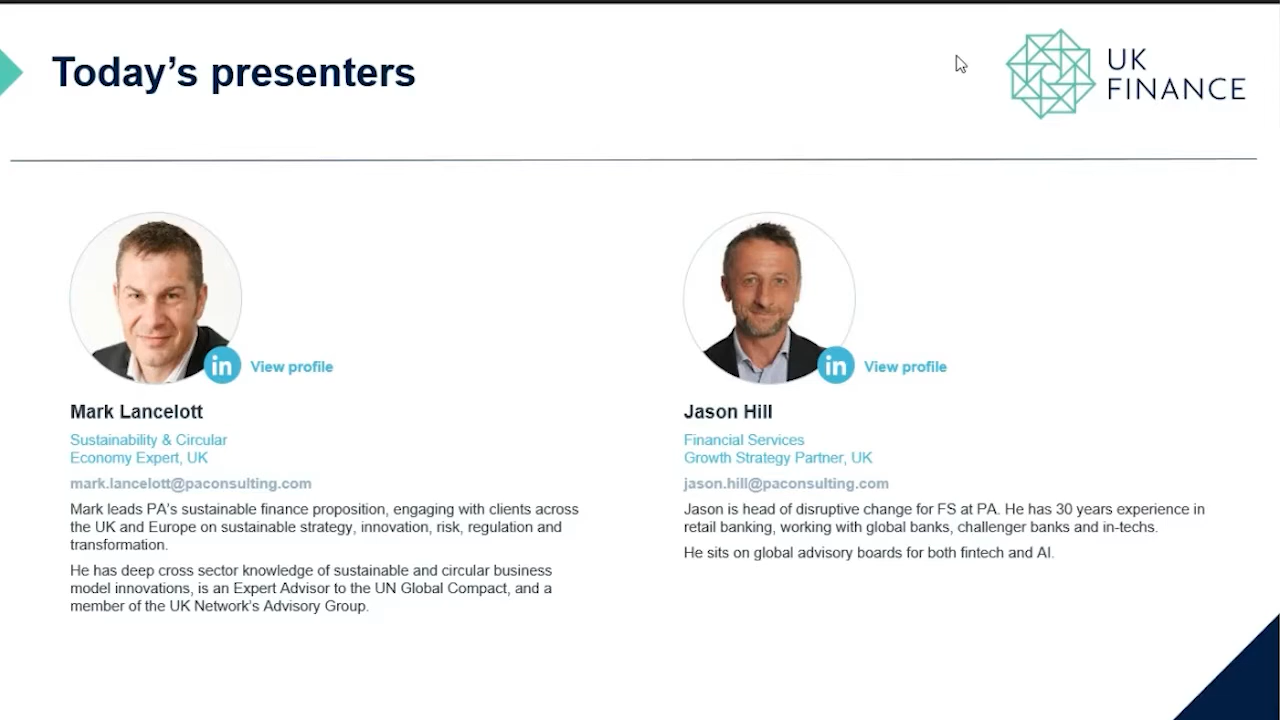 Today's presenters
UK
FINANCE
in View profile
Mark Lancelott
Sustainability & Circular
Economy Expert, UK
mark.lancelott@paconsulting.com
Mark leads PA's sustainable finance proposition, engaging with clients across
the UK and Europe on sustainable strategy, innovation, risk, regulation and
transformation.
He has deep cross sector knowledge of sustainable and circular business
model innovations, is an Expert Advisor to the UN Global Compact, and a
member of the UK Network's Advisory Group.
in View profile
Jason Hill
Financial Services
Growth Strategy Partner, UK
jason.hill@paconsulting.com
Jason is head of disruptive change for FS at PA. He has 30 years experience in
retail banking, working with global banks, challenger banks and in-techs.
He sits on global advisory boards for both fintech and AI.